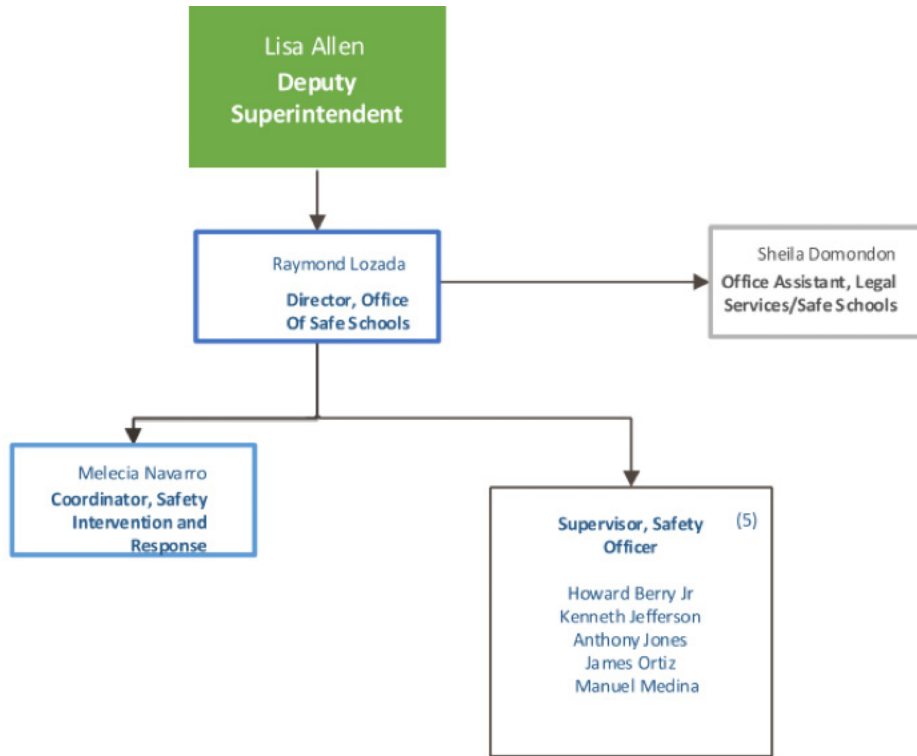 Lisa Allen
Deputy
Superintendent
Raymond Lozada
Director, Office
Of Safe Schools
Sheila Domondon
Office Assistant, Legal
Services/Safe Schools
Melecia Navarro
Coordinator, Safety
Intervention and
Response
Supervisor, Safety (5)
Officer
Howard Berry Jr
Kenneth Jefferson
Anthony Jones
James Ortiz
Manuel Medina